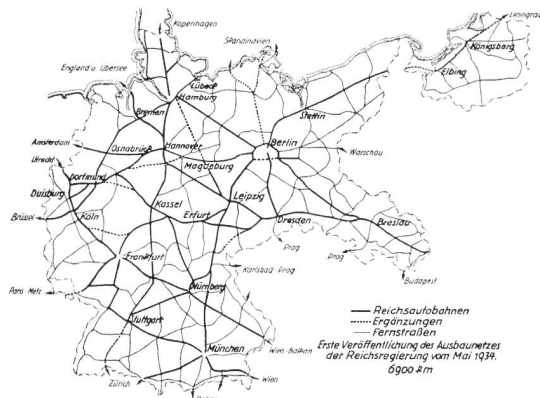 Kopenhagen
Skandinavien
Leningrad
Königsberg
Elbing
England u. Übersee
Lübeck
Hamburg
Bremen
Stettin
Amsterdam
Osnabrück
Hannover
Berlin
Warschau
Utrecht
Magdeburg
Dortmund
Duisburg
Leipzig
Kassel
Erfurt
Dresden
Breslau
Brüssel
Köln
Prag
Prag
Frankfurt
Karlsbad-Prag
Budapest
Paris-Metz
Nürnberg
Reichsautobahnen
Ergänzungen
Fernstraßen
Stuttgart
Wien-Balkan
Erste Veröffentlichung des Ausbaunetzes
der Reichsregierung vom Mai 1934.
6900 km
München
Zürich
Wien